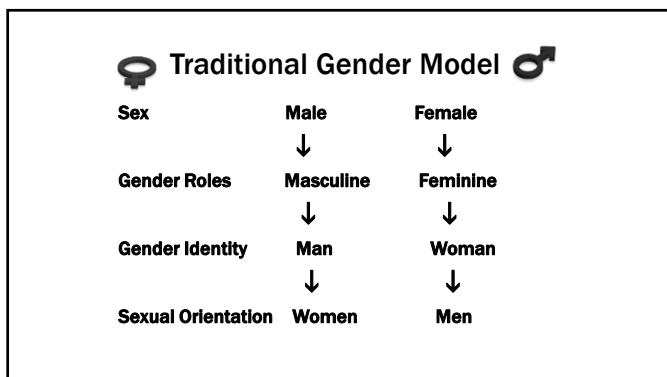 Traditional Gender Model
Sex Male Female
Gender Roles Masculine Feminine
Gender Identity Man Woman
Sexual Orientation Women Men